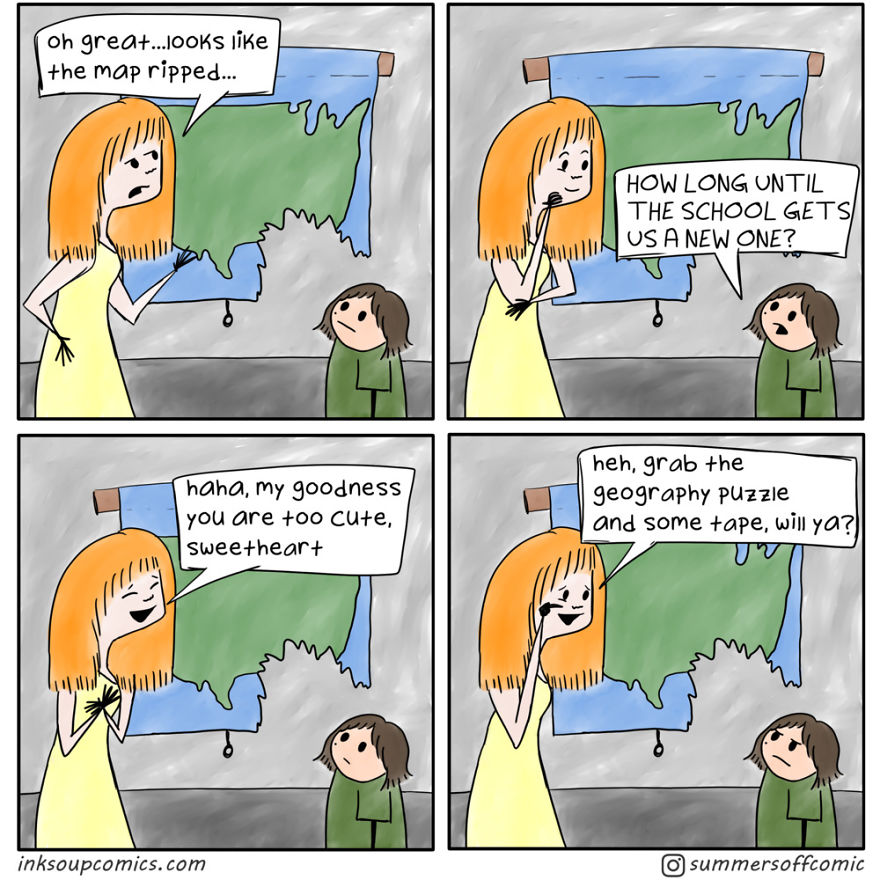 oh great...looks like
the map ripped...
HOW LONG UNTIL
THE SCHOOL GETS
US A NEW ONE?
haha, my goodness
you are too cute,
sweetheart
heh, grab the
geography puzzle
and some tape, will ya?
inksoupcomics.com
summersoffcomic